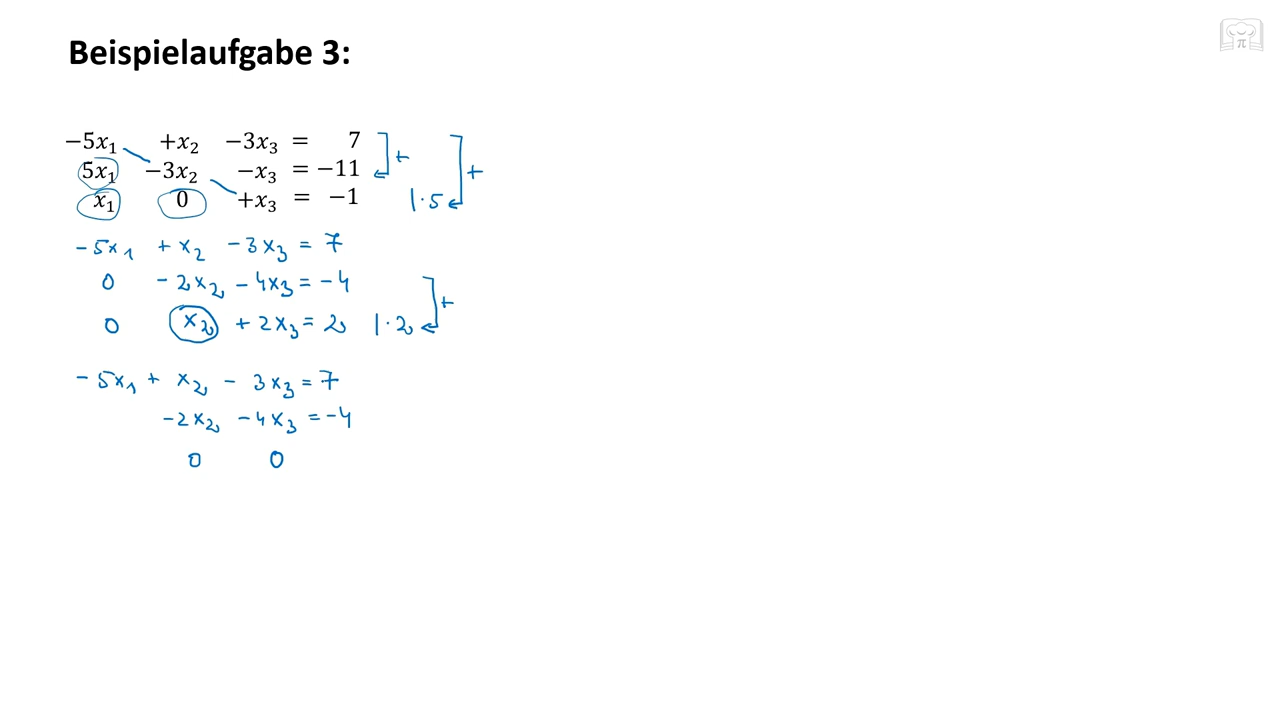 Beispielaufgabe 3:
−5x₁ +x₂ −3x₃ = 7 +
5x₁ −3x₂ −x₃ = −11 +
x₁ 0 +x₃ = −1 |·5
-5x₁ + x₂ -3x₃ = 7
0 -2x₂ -4x₃ = -4 +
0 x₂ + 2x₃ = 2 |·2
-5x₁ + x₂ - 3x₃ = 7
-2x₂ -4x₃ = -4
0 0
π